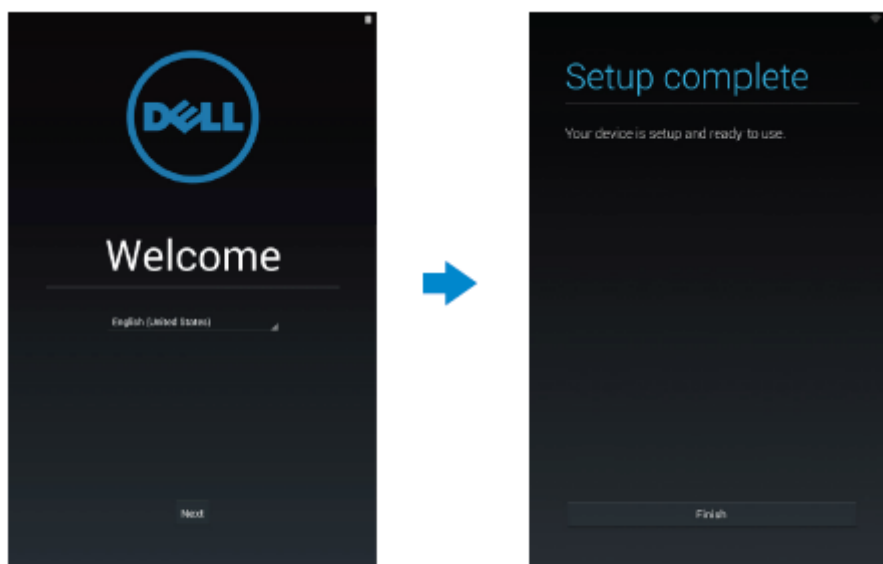 DELL
Welcome
English (United States)
Next
Setup complete
Your device is setup and ready to use.
Finish